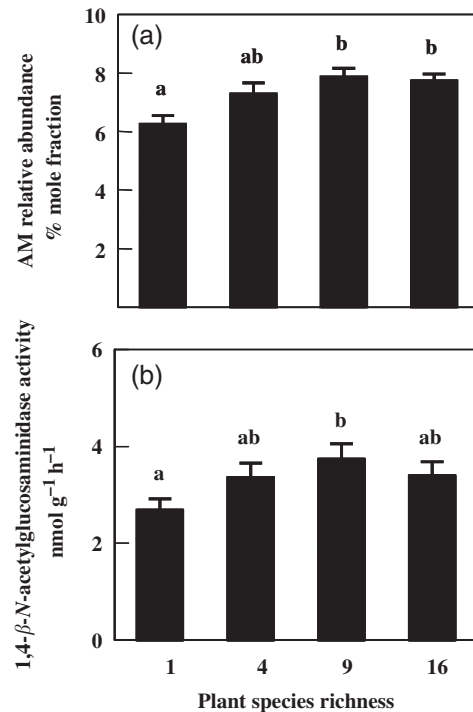 (a)
10
8
6
4
2
a
ab
b
b
AM relative abundance
% mole fraction
(b)
6
4
2
0
a
ab
b
ab
1,4-β-N-acetylglucosaminidase activity
nmol g⁻¹ h⁻¹
1 4 9 16
Plant species richness